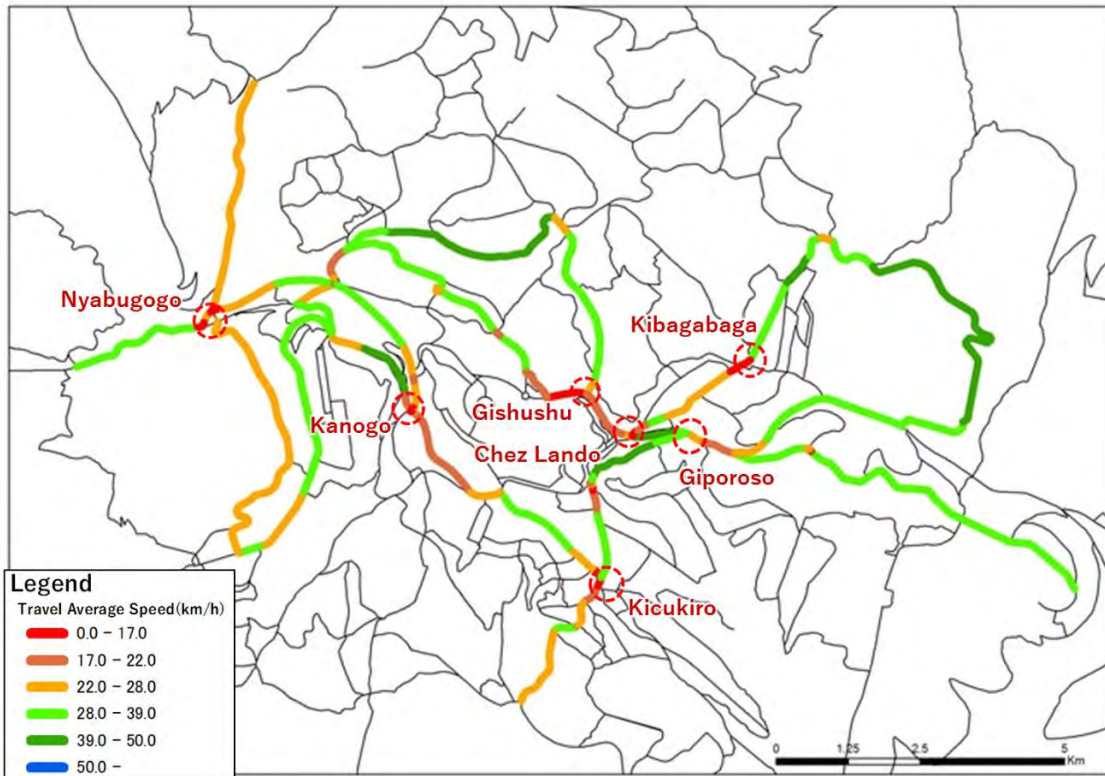 Nyabugogo
Kibagabaga
Gishushu
Kanogo
Chez Lando
Giporoso
Kicukiro
Legend
Travel Average Speed(km/h)
0.0 - 17.0
17.0 - 22.0
22.0 - 28.0
28.0 - 39.0
39.0 - 50.0
50.0 -
0 1.25 2.5 5
Km